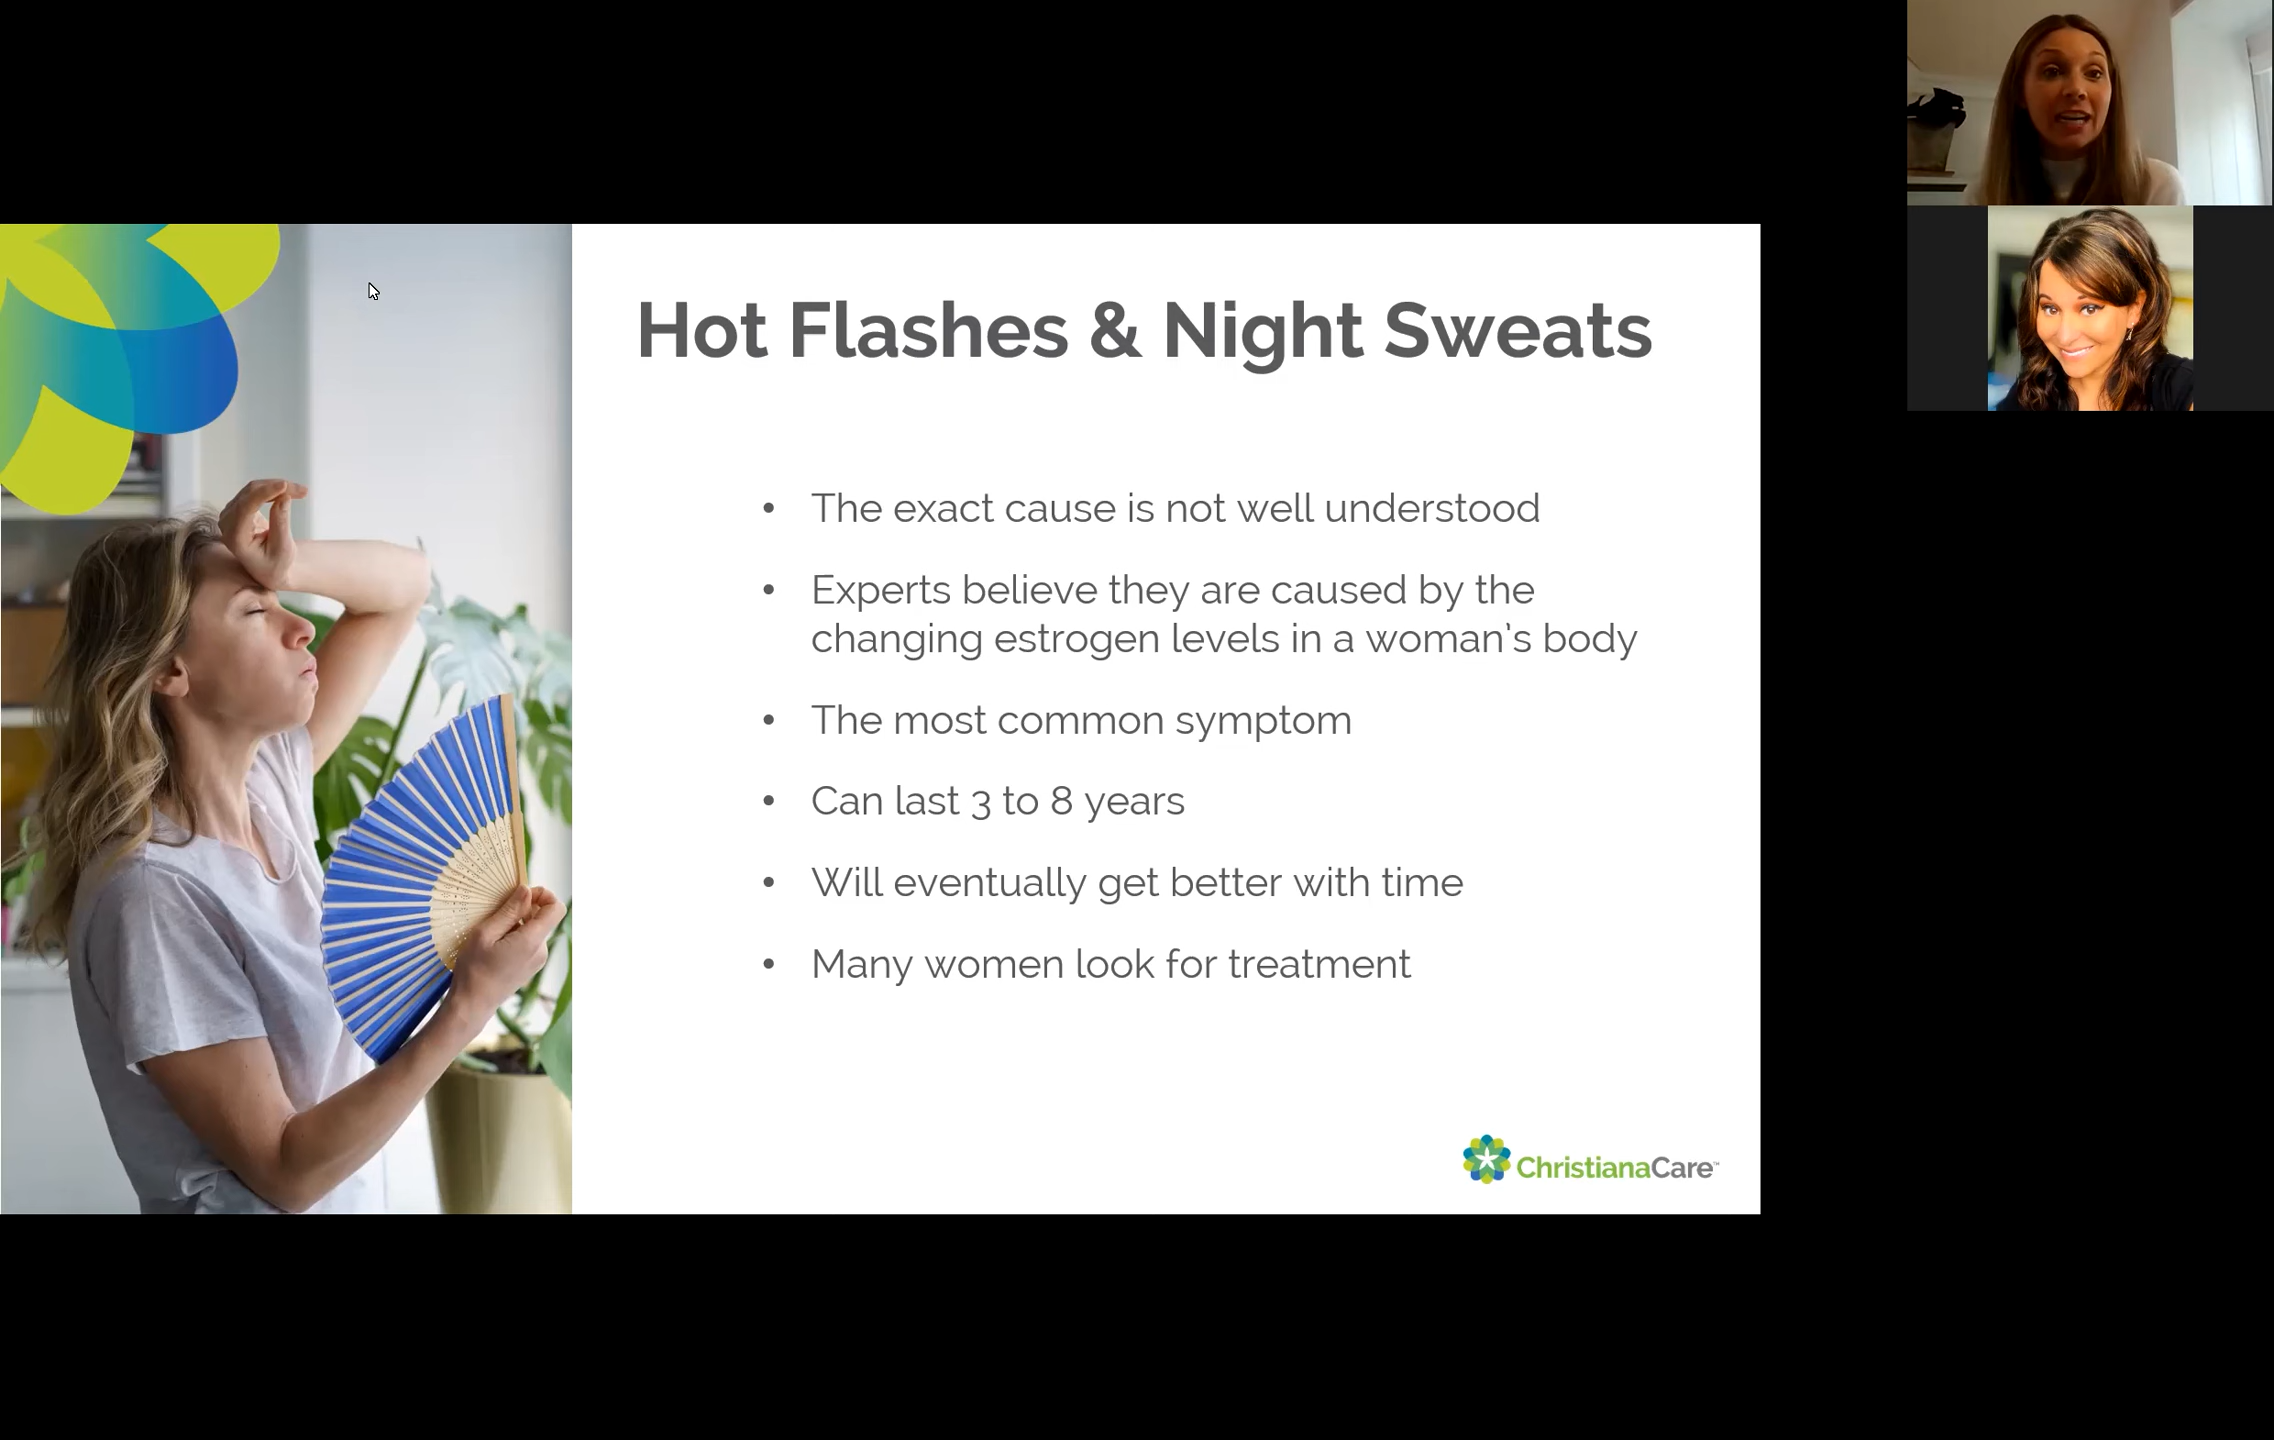 Hot Flashes & Night Sweats
• The exact cause is not well understood
• Experts believe they are caused by the
changing estrogen levels in a woman's body
• The most common symptom
• Can last 3 to 8 years
• Will eventually get better with time
• Many women look for treatment
ChristianaCare™